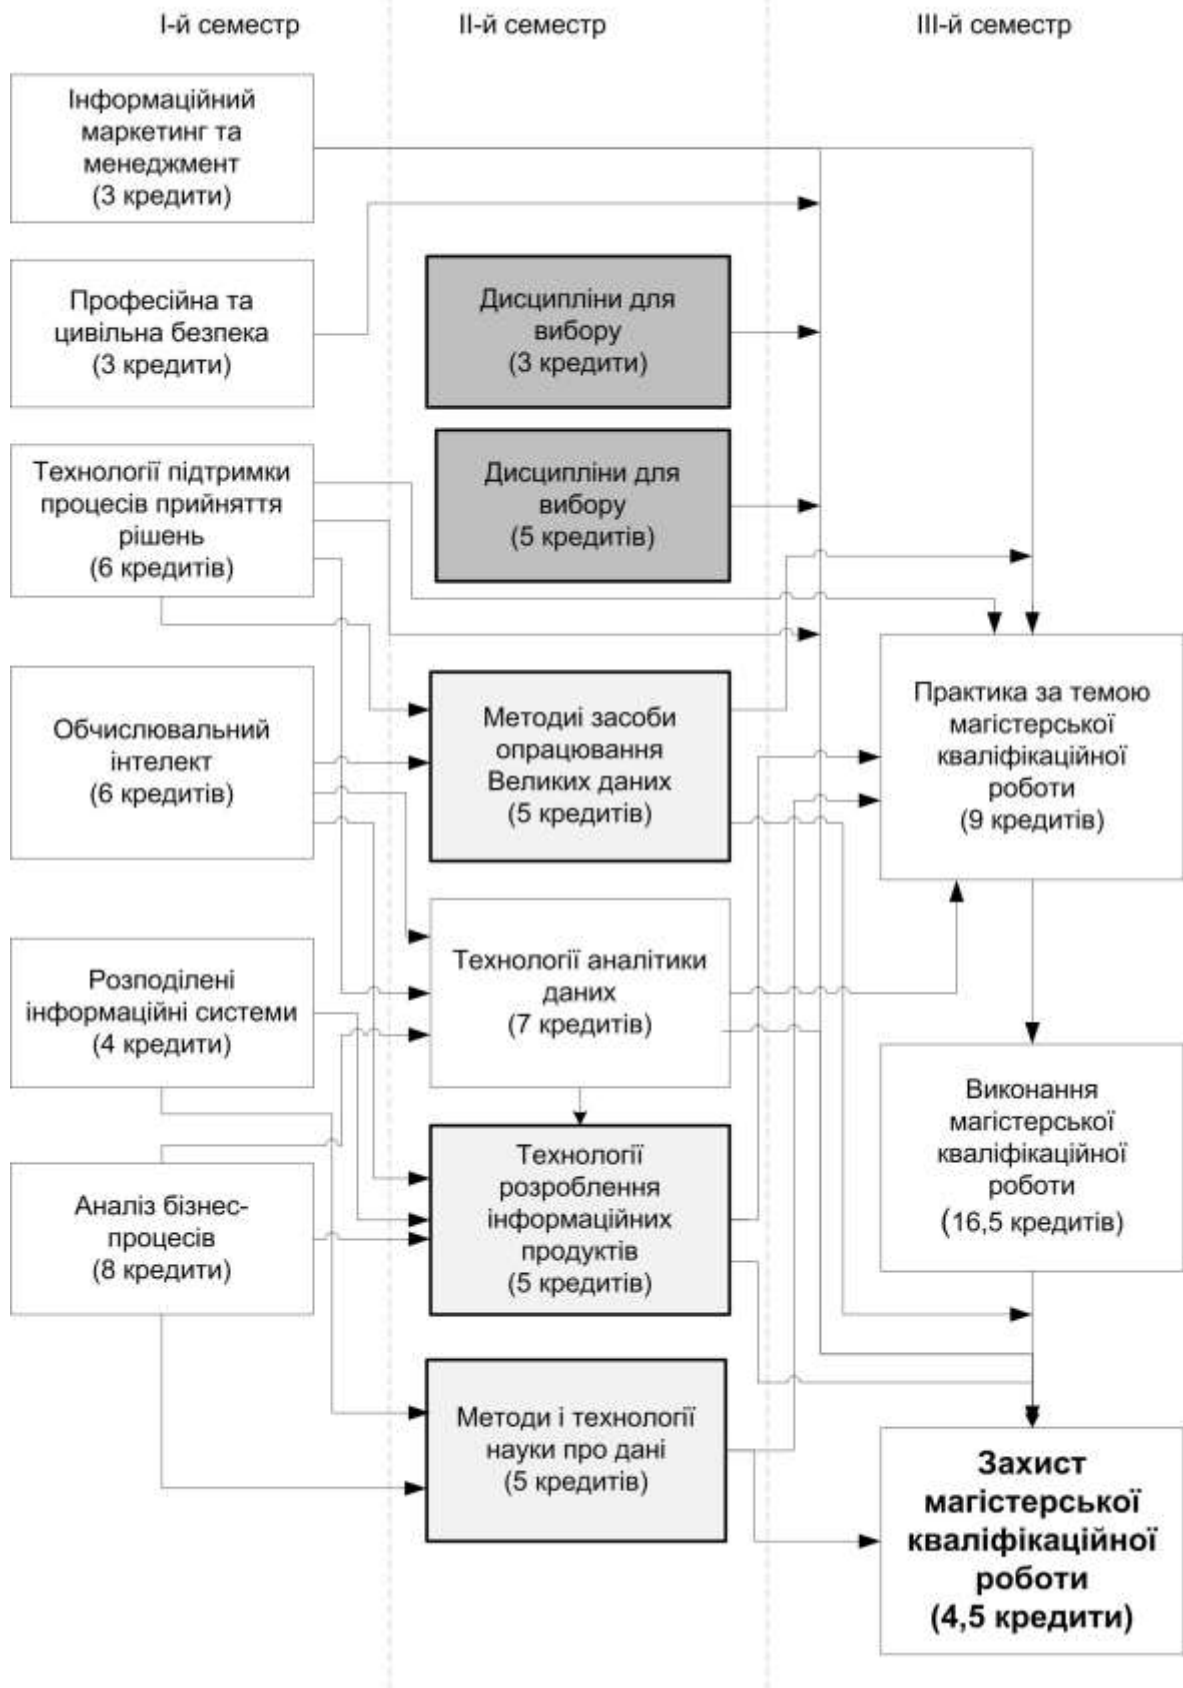 І-й семестр
ІІ-й семестр
ІІІ-й семестр
Інформаційний
маркетинг та
менеджмент
(3 кредити)
Професійна та
цивільна безпека
(3 кредити)
Технології підтримки
процесів прийняття
рішень
(6 кредитів)
Обчислювальний
інтелект
(6 кредитів)
Розподілені
інформаційні системи
(4 кредити)
Аналіз бізнес-
процесів
(8 кредити)
Дисципліни для
вибору
(3 кредити)
Дисципліни для
вибору
(5 кредитів)
Методиі засоби
опрацювання
Великих даних
(5 кредитів)
Технології аналітики
даних
(7 кредитів)
Технології
розроблення
інформаційних
продуктів
(5 кредитів)
Методи і технології
науки про дані
(5 кредитів)
Практика за темою
магістерської
кваліфікаційної
роботи
(9 кредитів)
Виконання
магістерської
кваліфікаційної
роботи
(16,5 кредитів)
Захист
магістерської
кваліфікаційної
роботи
(4,5 кредити)